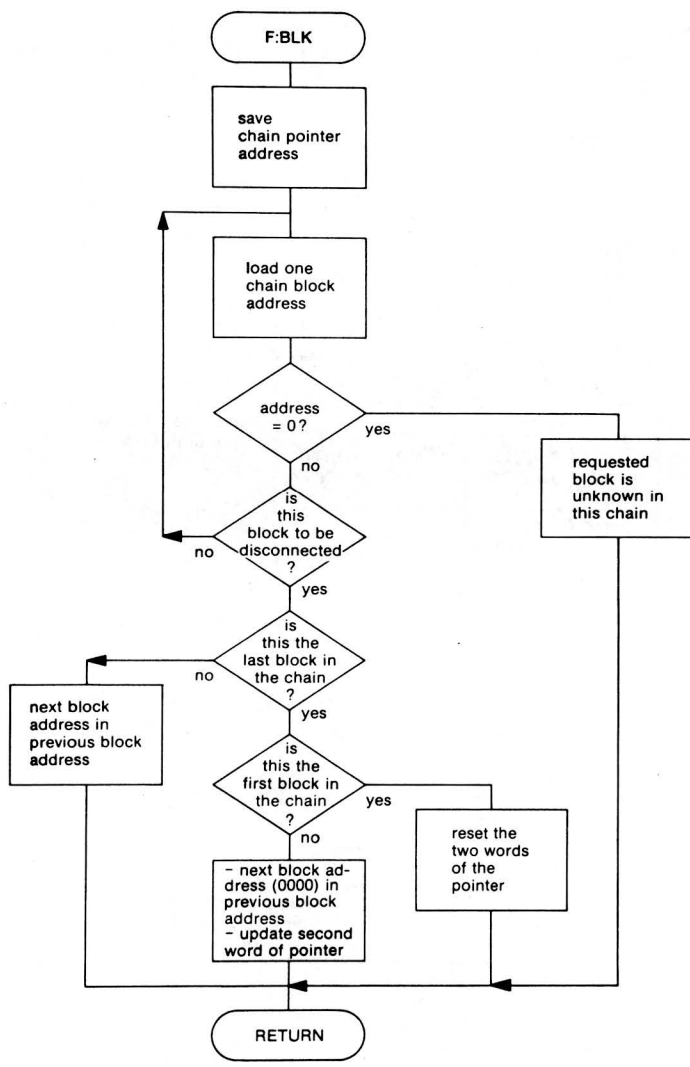 F:BLK
save
chain pointer
address
load one
chain block
address
address
= 0?
yes
no
requested
block is
unknown in
this chain
is
this
block to be
disconnected
?
no
yes
is
this the
last block in
the chain
?
no
yes
next block
address in
previous block
address
is
this the
first block in
the chain
?
yes
no
reset the
two words
of the
pointer
– next block ad-
dress (0000) in
previous block
address
– update second
word of pointer
RETURN